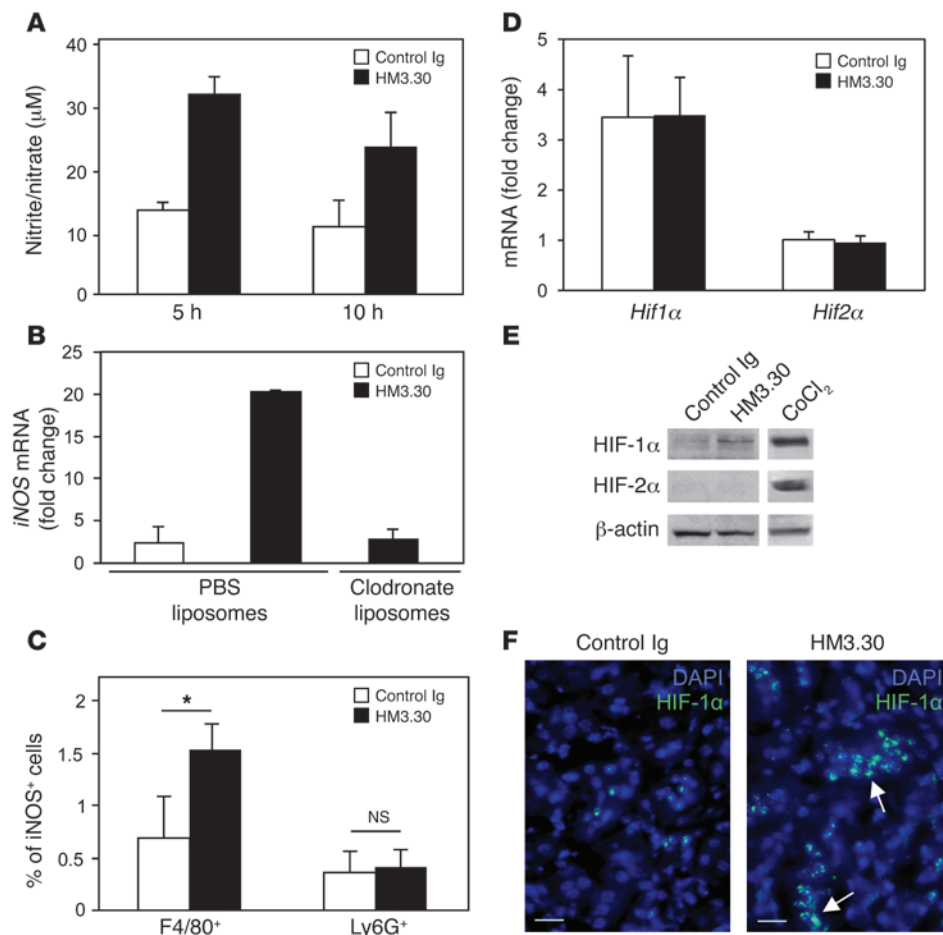 A
Nitrite/nitrate (μM)
40
30
20
10
0
Control Ig
HM3.30
5 h
10 h
B
iNOS mRNA
(fold change)
25
20
15
10
5
0
Control Ig
HM3.30
PBS
liposomes
Clodronate
liposomes
C
% of iNOS⁺ cells
2
1.5
1
0.5
0
*
NS
Control Ig
HM3.30
F4/80⁺
Ly6G⁺
D
mRNA (fold change)
5
4
3
2
1
0
Control Ig
HM3.30
Hif1α
Hif2α
E
Control Ig
HM3.30
CoCl₂
HIF-1α
HIF-2α
β-actin
F
Control Ig
HM3.30
DAPI
HIF-1α
DAPI
HIF-1α